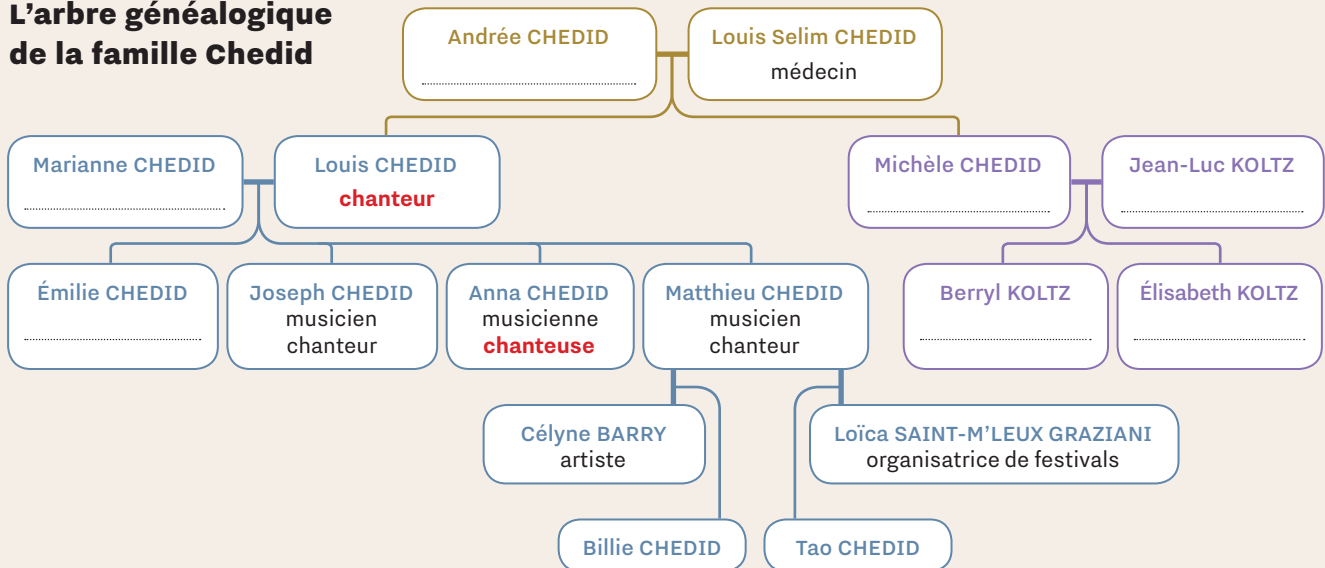 L'arbre généalogique
de la famille Chedid
Andrée CHEDID
Louis Selim CHEDID
médecin
Marianne CHEDID
Louis CHEDID
chanteur
Michèle CHEDID
Jean-Luc KOLTZ
Émilie CHEDID
Joseph CHEDID
musicien
chanteur
Anna CHEDID
musicienne
chanteuse
Matthieu CHEDID
musicien
chanteur
Berryl KOLTZ
Élisabeth KOLTZ
Célyne BARRY
artiste
Loïca SAINT-M'LEUX GRAZIANI
organisatrice de festivals
Billie CHEDID
Tao CHEDID